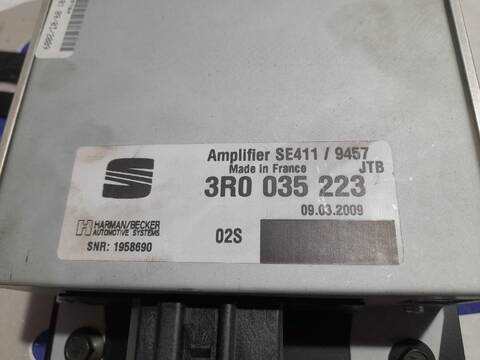 Amplifier SE411 / 9457
Made in France
JTB
3R0 035 223
09.03.2009
HARMAN/BECKER
AUTOMOTIVE SYSTEMS
SNR: 1958690
02S